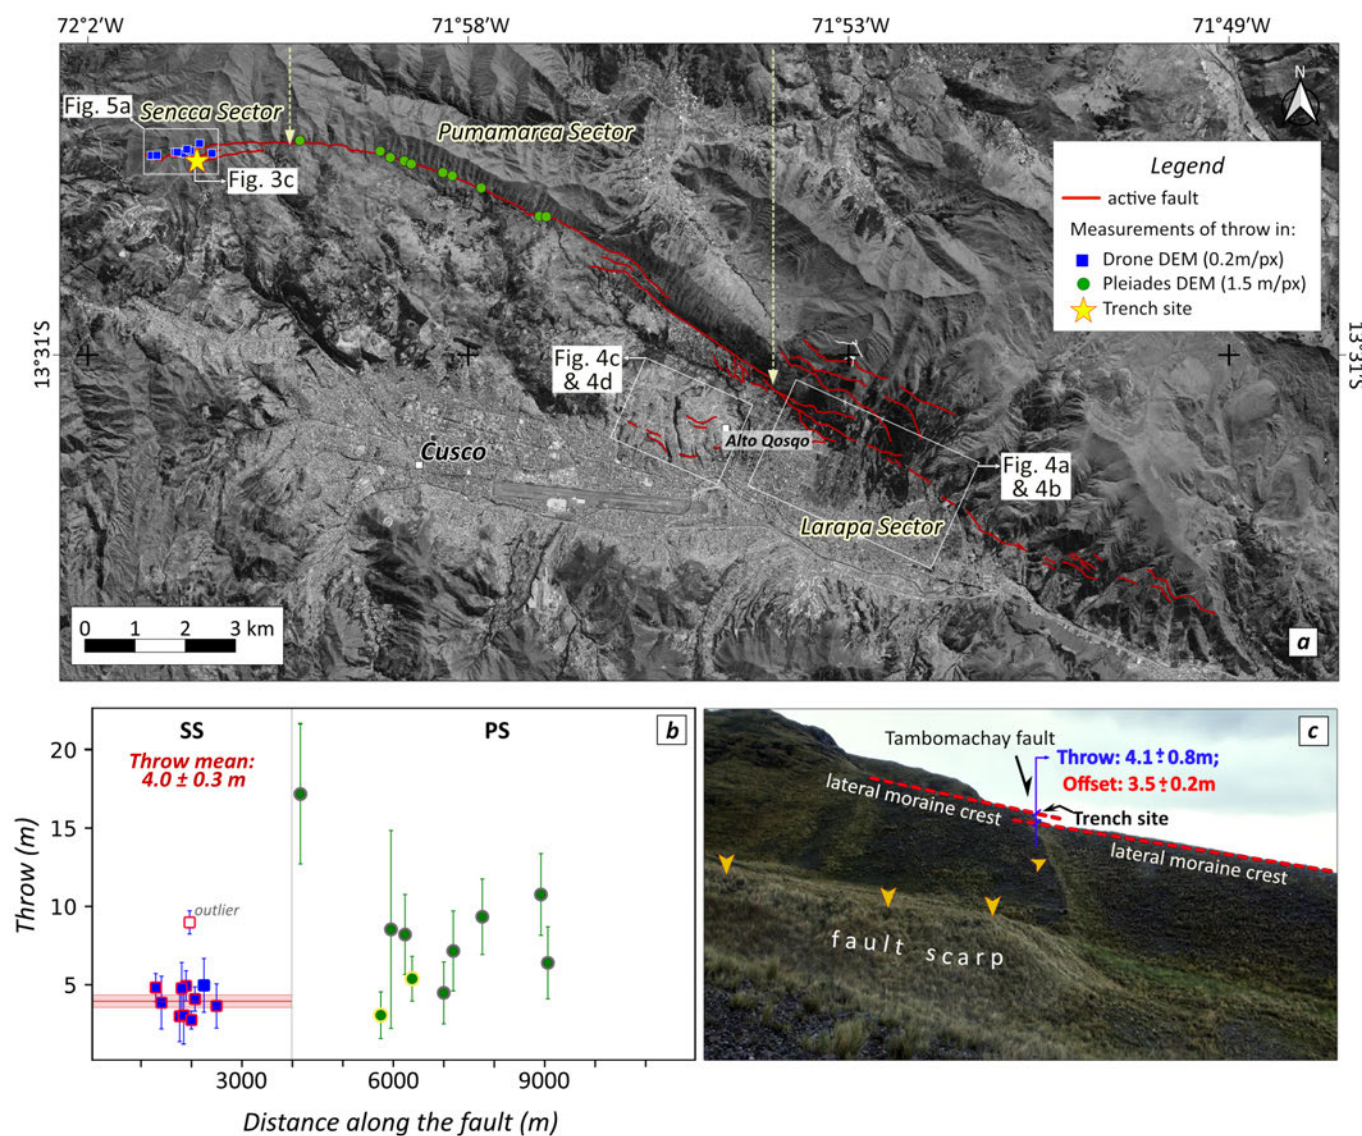 72°2'W 71°58'W 71°53'W 71°49'W
Fig. 5a
Sencca Sector
Pumamarca Sector
Fig. 3c
N
Legend
active fault
Measurements of throw in:
Drone DEM (0.2m/px)
Pleiades DEM (1.5 m/px)
Trench site
13°31'S
13°31'S
Fig. 4c
& 4d
Alto Qosqo
Cusco
Fig. 4a
& 4b
Larapa Sector
0 1 2 3 km
a
SS
PS
b
Throw mean:
4.0 ± 0.3 m
outlier
20
15
10
5
Throw (m)
3000 6000 9000
Distance along the fault (m)
c
Tambomachay fault
Throw: 4.1 ± 0.8m;
Offset: 3.5 ± 0.2m
Trench site
lateral moraine crest
lateral moraine crest
fault scarp